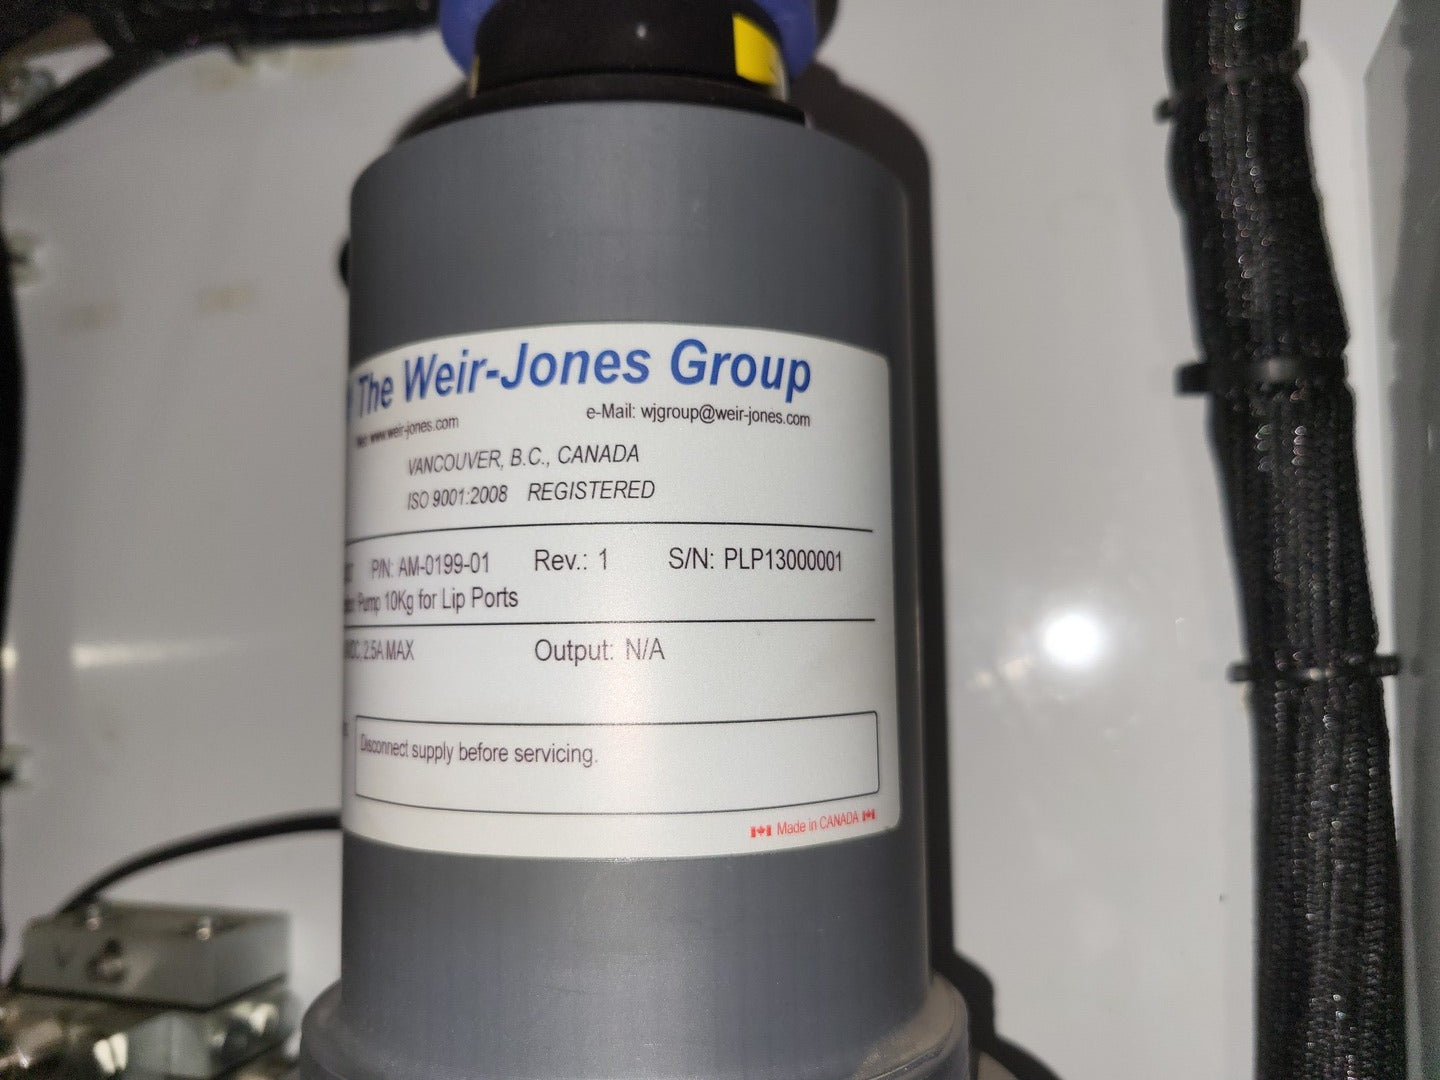 The Weir-Jones Group
www.weir-jones.com e-Mail: wjgroup@weir-jones.com
VANCOUVER, B.C., CANADA
ISO 9001:2008 REGISTERED
P/N: AM-0199-01 Rev.: 1 S/N: PLP13000001
Pump 10Kg for Lip Ports
2.5A MAX Output: N/A
Disconnect supply before servicing.
Made in CANADA